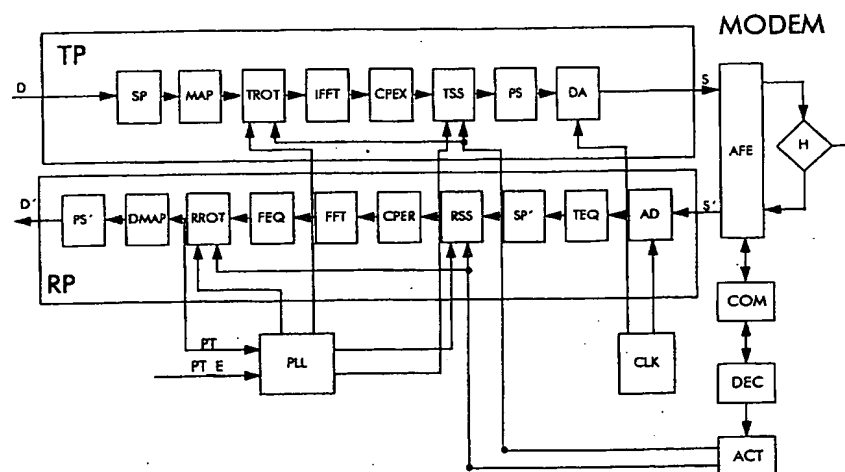 MODEM
TP
D
SP MAP TROT IFFT CPEX TSS PS DA
S
AFE
H
D´ S´
PS´ DMAP RROT FEQ FFT CPER RSS SP´ TEQ AD
RP
COM
PT
PT E
PLL
CLK
DEC
ACT